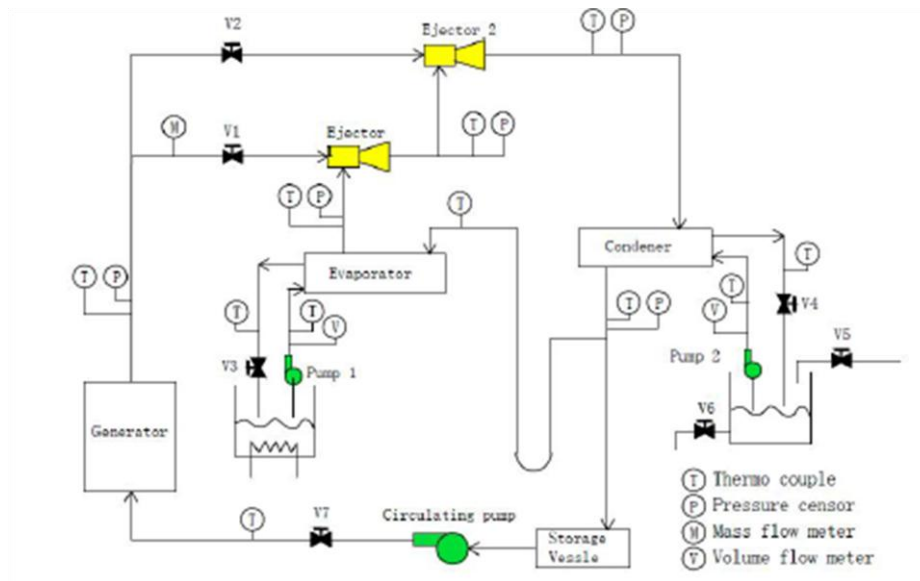 V2
Ejector 2
T
P
M
V1
Ejector
T
P
T
P
T
Condener
Evaporator
T
P
T
T
P
T
V4
T
T
V
V
V5
V3
Pump 1
Pump 2
V6
Generator
T Thermo couple
P Pressure censor
M Mass flow meter
V Volume flow meter
T
V7
Circulating pump
Storage
Vessle